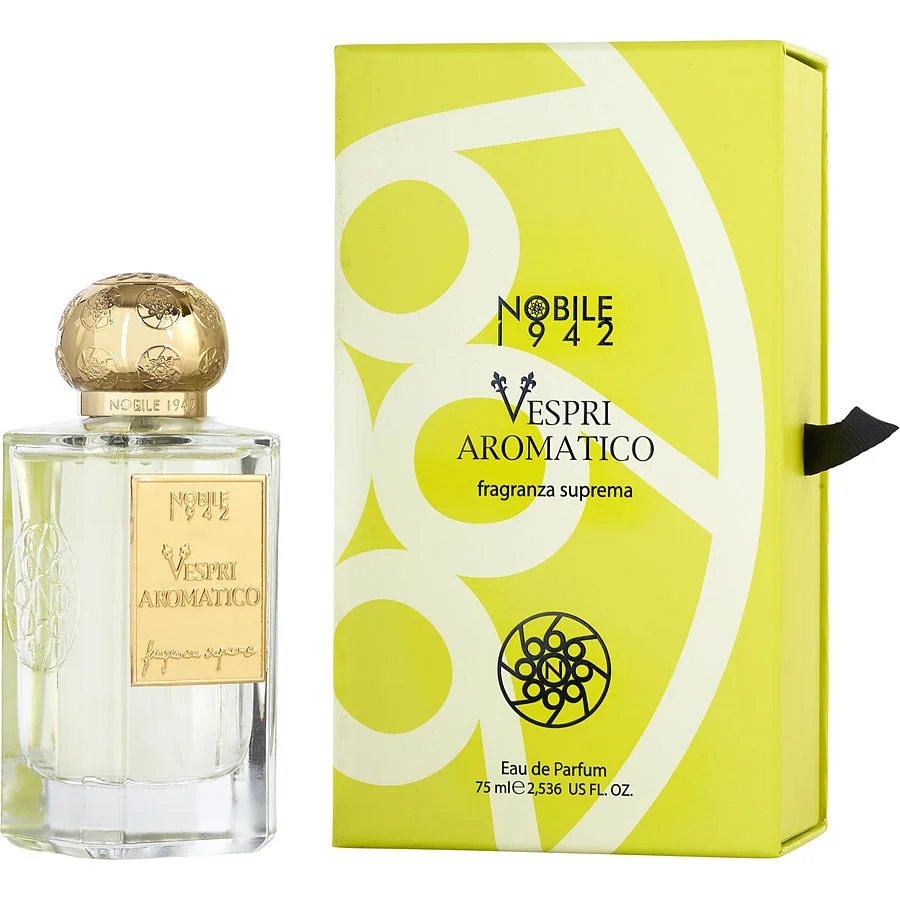 NOBILE
1942
VESPRI
AROMATICO
fragranza suprema
N
Eau de Parfum
75 ml℮2,536 US FL. OZ.
NOBILE 1942
NOBILE
1942
VESPRI
AROMATICO
fragranza suprema
N